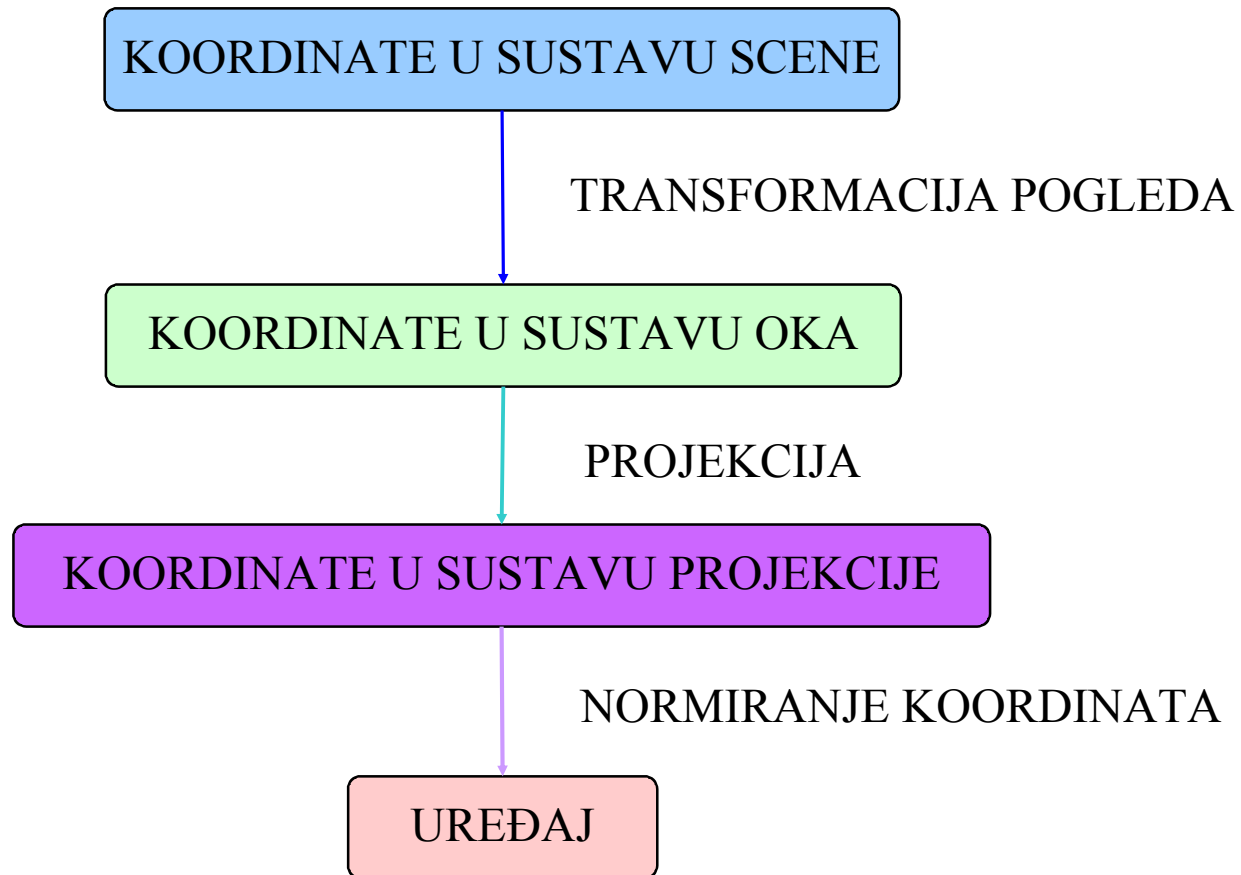 KOORDINATE U SUSTAVU SCENE
TRANSFORMACIJA POGLEDA
KOORDINATE U SUSTAVU OKA
PROJEKCIJA
KOORDINATE U SUSTAVU PROJEKCIJE
NORMIRANJE KOORDINATA
UREĐAJ